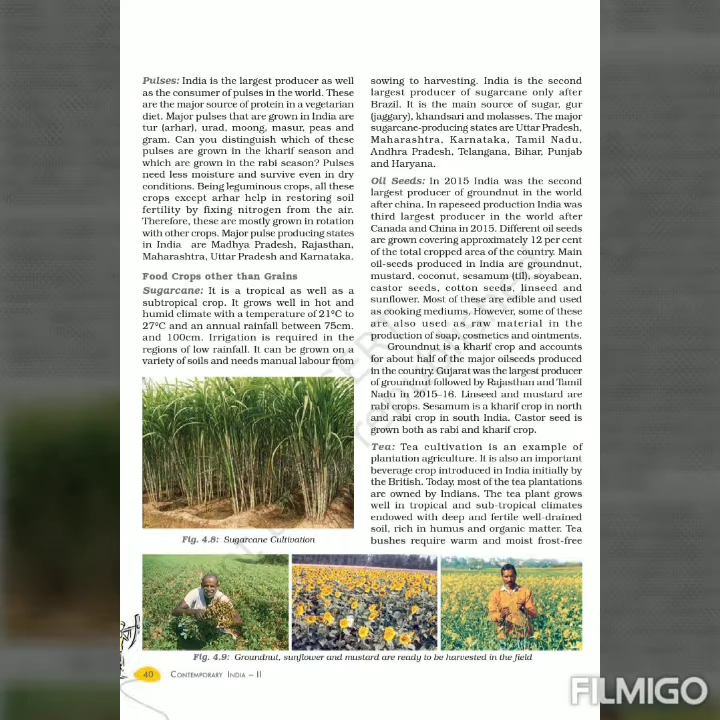 Pulses: India is the largest producer as well
as the consumer of pulses in the world. These
are the major source of protein in a vegetarian
diet. Major pulses that are grown in India are
tur (arhar), urad, moong, masur, peas and
gram. Can you distinguish which of these
pulses are grown in the kharif season and
which are grown in the rabi season? Pulses
need less moisture and survive even in dry
conditions. Being leguminous crops, all these
crops except arhar help in restoring soil
fertility by fixing nitrogen from the air.
Therefore, these are mostly grown in rotation
with other crops. Major pulse producing states
in India are Madhya Pradesh, Rajasthan,
Maharashtra, Uttar Pradesh and Karnataka.
Food Crops other than Grains
Sugarcane: It is a tropical as well as a
subtropical crop. It grows well in hot and
humid climate with a temperature of 21°C to
27°C and an annual rainfall between 75cm.
and 100cm. Irrigation is required in the
regions of low rainfall. It can be grown on a
variety of soils and needs manual labour from
Fig. 4.8: Sugarcane Cultivation
sowing to harvesting. India is the second
largest producer of sugarcane only after
Brazil. It is the main source of sugar, gur
(jaggary), khandsari and molasses. The major
sugarcane-producing states are Uttar Pradesh,
Maharashtra, Karnataka, Tamil Nadu,
Andhra Pradesh, Telangana, Bihar, Punjab
and Haryana.
Oil Seeds: In 2015 India was the second
largest producer of groundnut in the world
after china. In rapeseed production India was
third largest producer in the world after
Canada and China in 2015. Different oil seeds
are grown covering approximately 12 per cent
of the total cropped area of the country. Main
oil-seeds produced in India are groundnut,
mustard, coconut, sesamum (til), soyabean,
castor seeds, cotton seeds, linseed and
sunflower. Most of these are edible and used
as cooking mediums. However, some of these
are also used as raw material in the
production of soap, cosmetics and ointments.
Groundnut is a kharif crop and accounts
for about half of the major oilseeds produced
in the country. Gujarat was the largest producer
of groundnut followed by Rajasthan and Tamil
Nadu in 2015–16. Linseed and mustard are
rabi crops. Sesamum is a kharif crop in north
and rabi crop in south India. Castor seed is
grown both as rabi and kharif crop.
Tea: Tea cultivation is an example of
plantation agriculture. It is also an important
beverage crop introduced in India initially by
the British. Today, most of the tea plantations
are owned by Indians. The tea plant grows
well in tropical and sub-tropical climates
endowed with deep and fertile well-drained
soil, rich in humus and organic matter. Tea
bushes require warm and moist frost-free
Fig. 4.9: Groundnut, sunflower and mustard are ready to be harvested in the field
40 CONTEMPORARY INDIA – II
FILMIGO